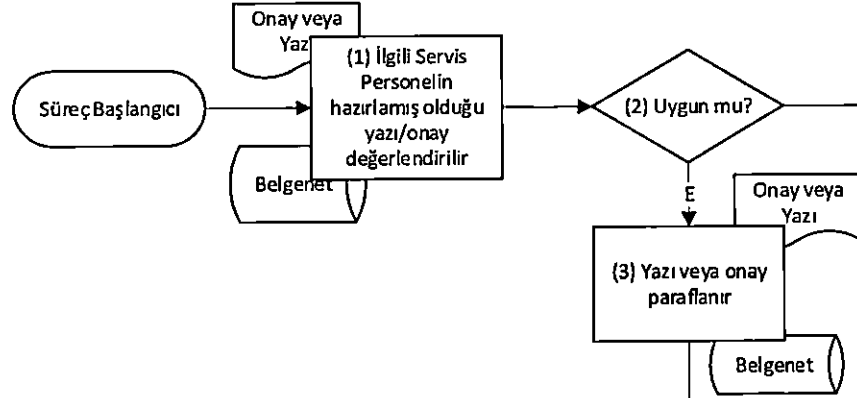 Onay veya
Yazı
(1) İlgili Servis
Personelin
hazırlamış olduğu
yazı/onay
değerlendirilir
Süreç Başlangıcı
(2) Uygun mu?
Belgenet
E
Onay veya
Yazı
(3) Yazı veya onay
paraflanır
Belgenet